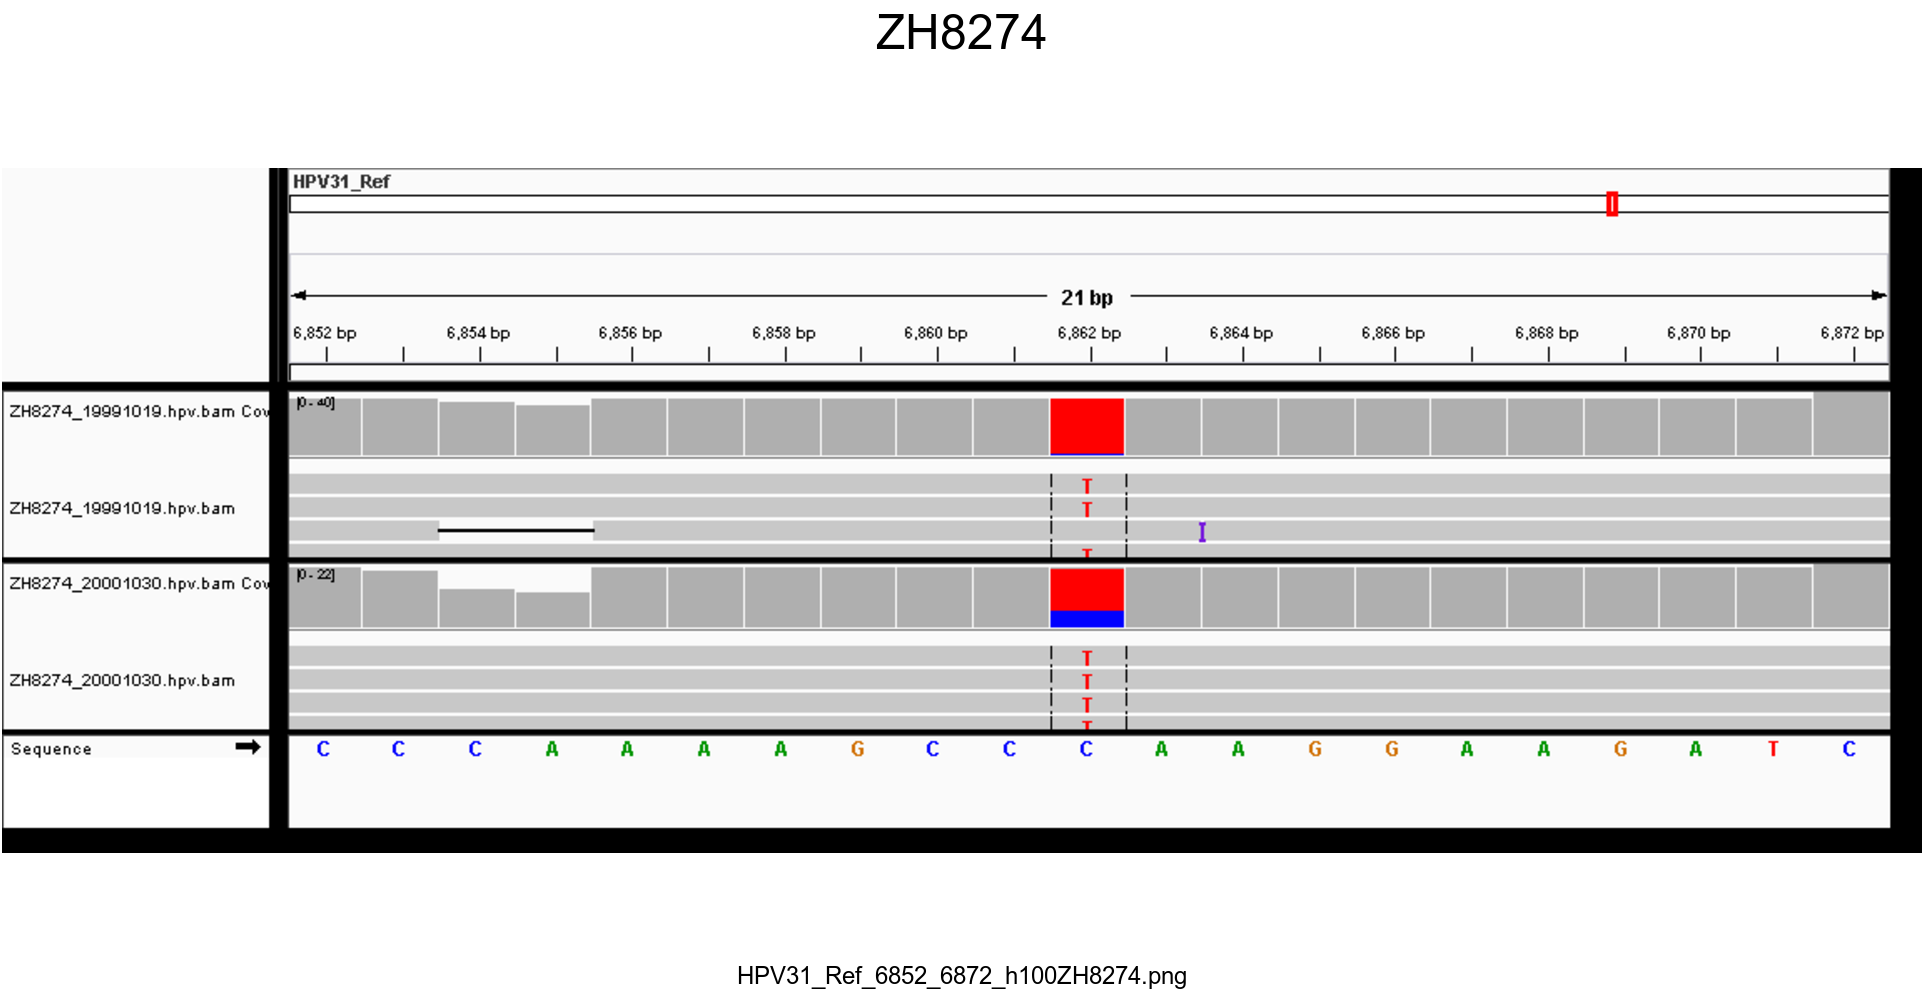 ZH8274
HPV31_Ref
21 bp
6,852 bp 6,854 bp 6,856 bp 6,858 bp 6,860 bp 6,862 bp 6,864 bp 6,866 bp 6,868 bp 6,870 bp 6,872 bp
ZH8274_19991019.hpv.bam Cov
[0 - 40]
T
T
ZH8274_19991019.hpv.bam
I
T
ZH8274_20001030.hpv.bam Cov
[0 - 22]
T
ZH8274_20001030.hpv.bam
T
T
T
Sequence C C C A A A A G C C C A A G G A A G A T C
HPV31_Ref_6852_6872_h100ZH8274.png